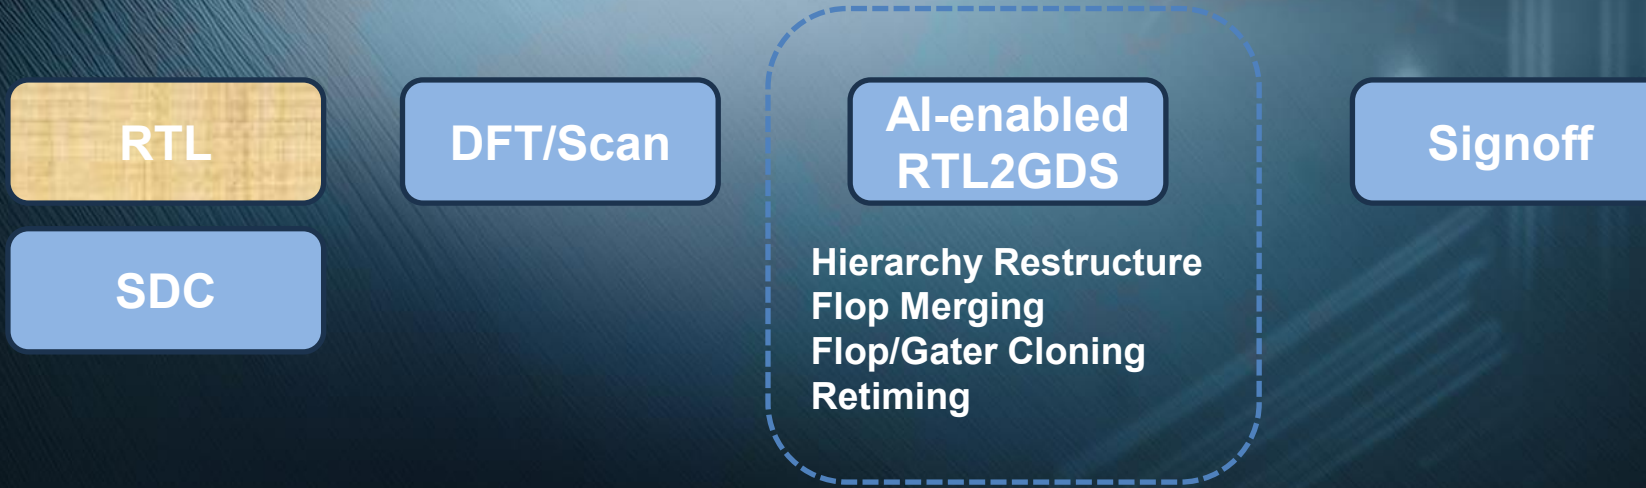 RTL
DFT/Scan
AI-enabled
RTL2GDS
Signoff
SDC
Hierarchy Restructure
Flop Merging
Flop/Gater Cloning
Retiming